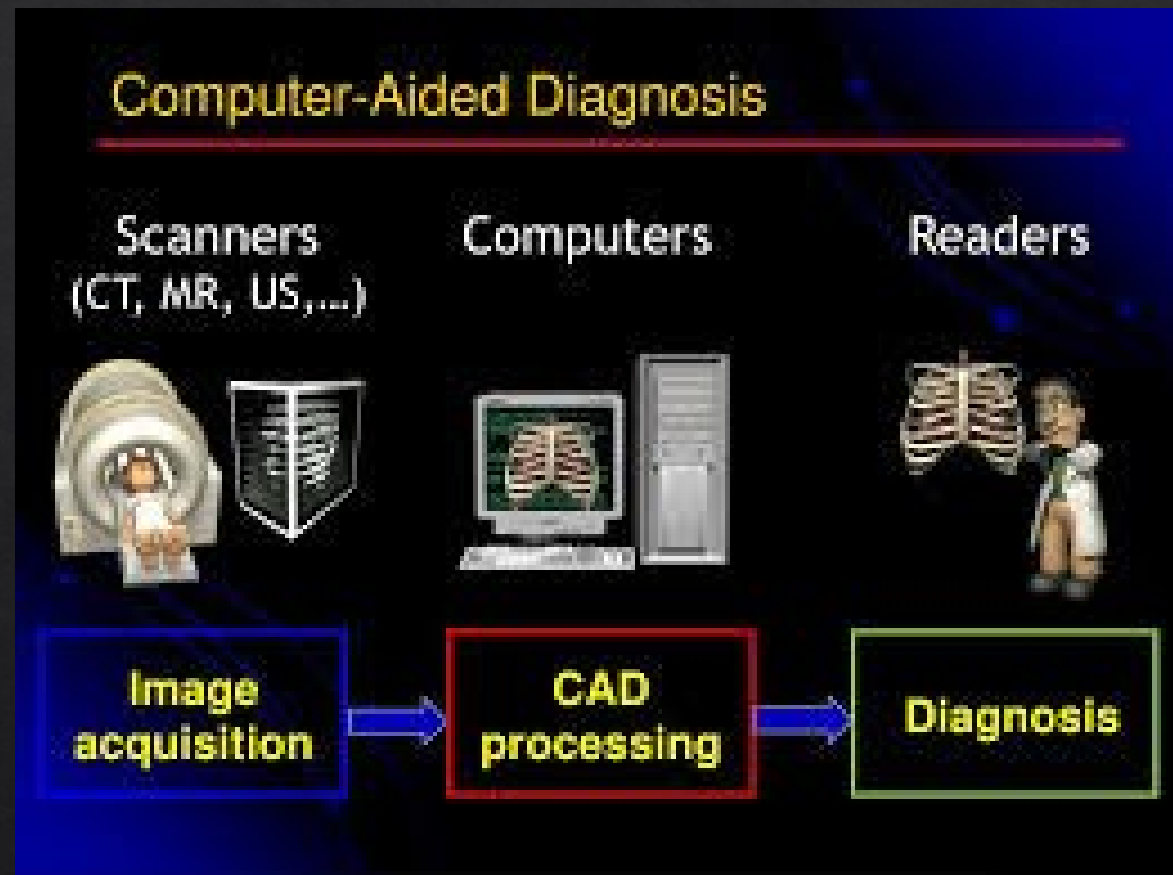 Computer-Aided Diagnosis
Scanners
(CT, MR, US,...)
Computers
Readers
Image
acquisition
CAD
processing
Diagnosis